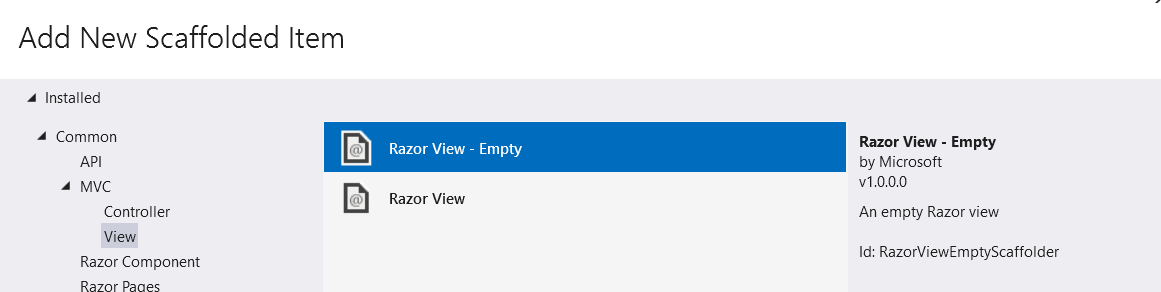 Add New Scaffolded Item
Installed
Common
API
MVC
Controller
View
Razor Component
Razor Pages
Razor View - Empty
Razor View
Razor View - Empty
by Microsoft
v1.0.0.0
An empty Razor view
Id: RazorViewEmptyScaffolder